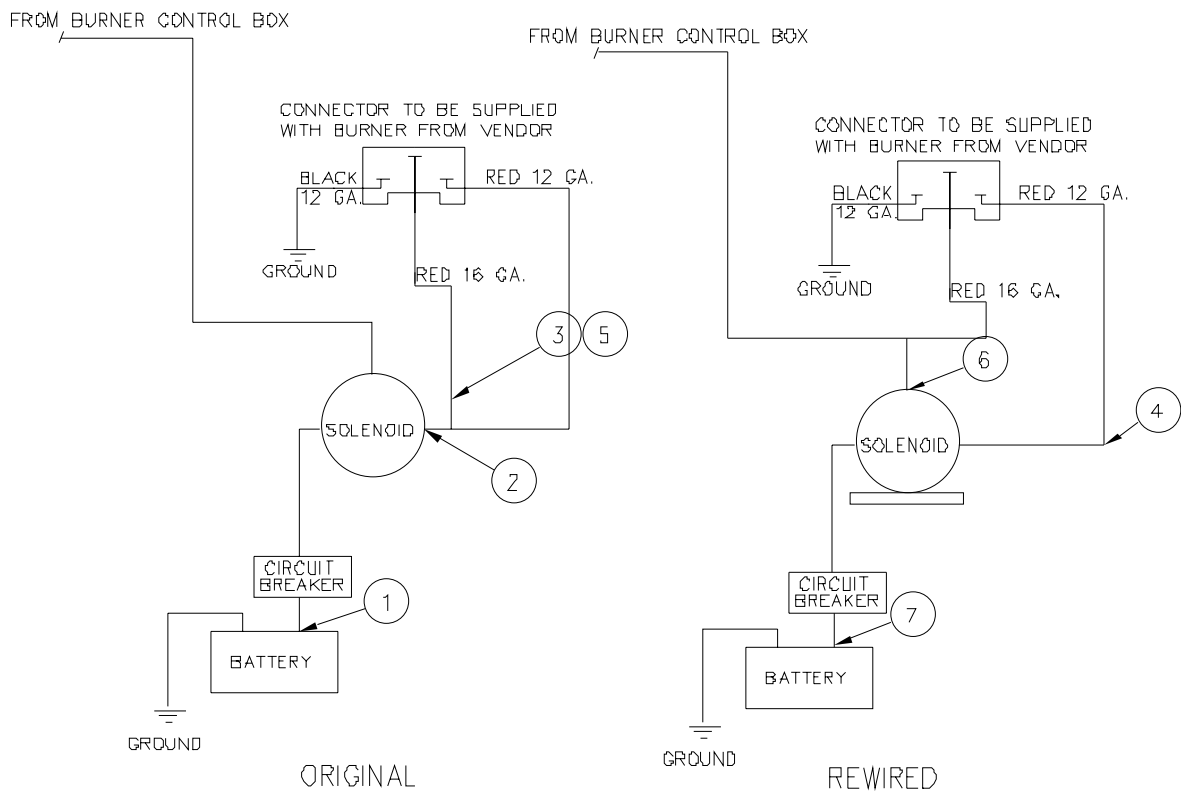 FROM BURNER CONTROL BOX
CONNECTOR TO BE SUPPLIED
WITH BURNER FROM VENDOR
BLACK
12 GA.
RED 12 GA.
GROUND
RED 16 GA.
3
5
SOLENOID
2
CIRCUIT
BREAKER
1
BATTERY
GROUND
ORIGINAL
FROM BURNER CONTROL BOX
CONNECTOR TO BE SUPPLIED
WITH BURNER FROM VENDOR
BLACK
12 GA.
RED 12 GA.
GROUND
RED 16 GA.
6
4
SOLENOID
CIRCUIT
BREAKER
7
BATTERY
GROUND
REWIRED